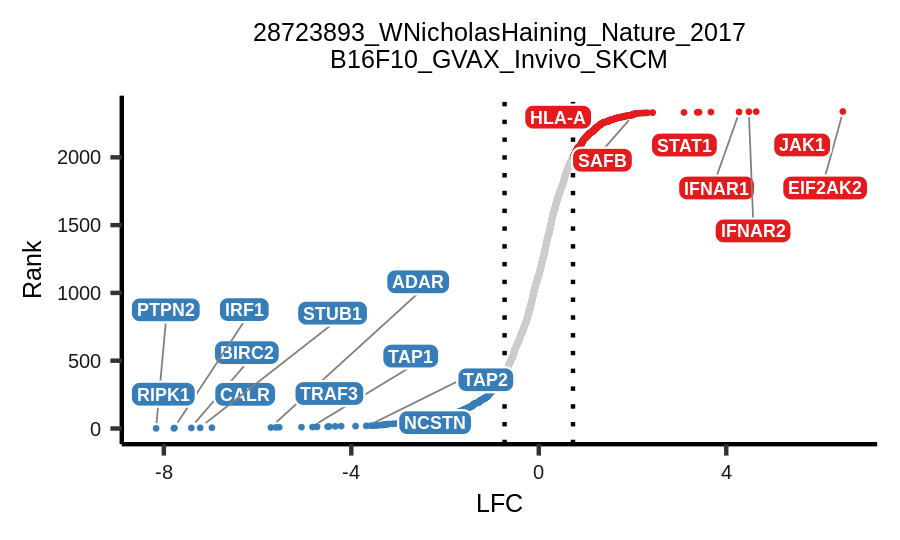 28723893_WNicholasHaining_Nature_2017
B16F10_GVAX_Invivo_SKCM
HLA-A
SAFB
STAT1
JAK1
IFNAR1
EIF2AK2
IFNAR2
ADAR
PTPN2
IRF1
STUB1
BIRC2
TAP1
TAP2
RIPK1
CALR
TRAF3
NCSTN
Rank
2000
1500
1000
500
0
-8
-4
0
4
LFC